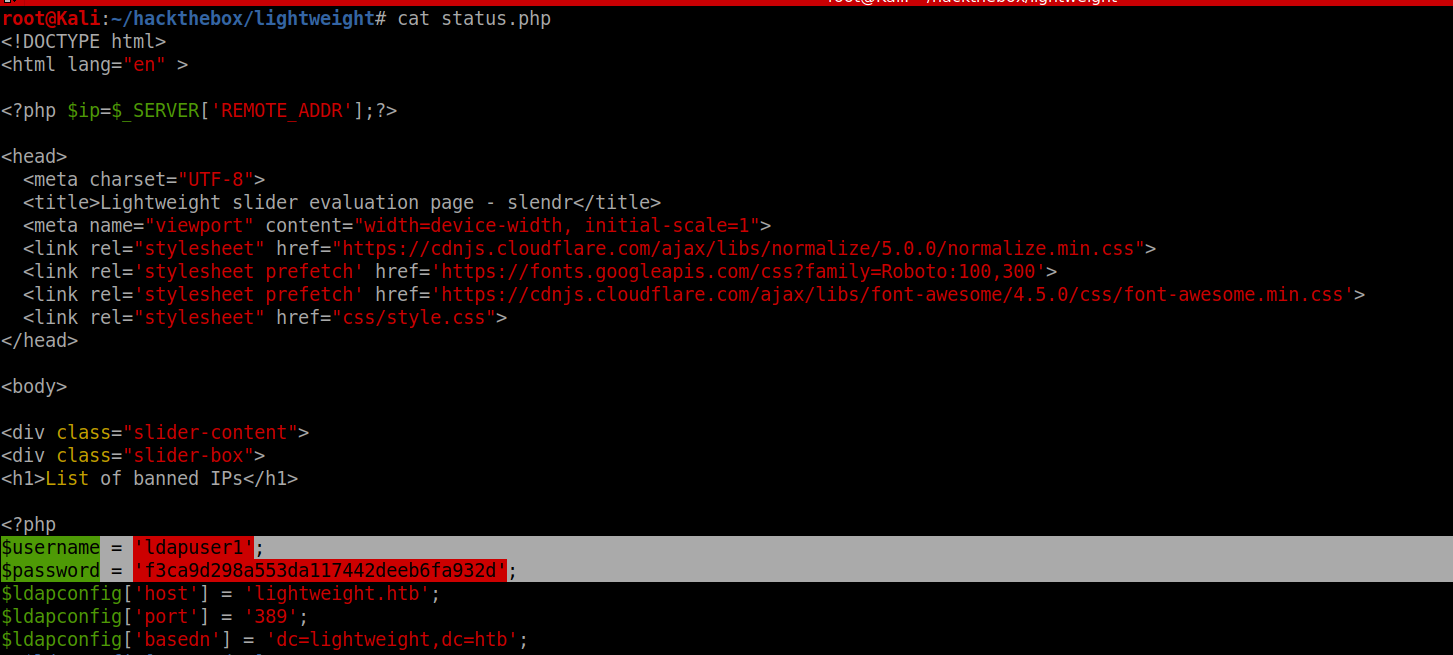 root@Kali: ~/hackthebox/lightweight
root@Kali:~/hackthebox/lightweight# cat status.php
<!DOCTYPE html>
<html lang="en" >
<?php $ip=$_SERVER['REMOTE_ADDR'];?>
<head>
  <meta charset="UTF-8">
  <title>Lightweight slider evaluation page - slendr</title>
  <meta name="viewport" content="width=device-width, initial-scale=1">
  <link rel="stylesheet" href="https://cdnjs.cloudflare.com/ajax/libs/normalize/5.0.0/normalize.min.css">
  <link rel='stylesheet prefetch' href='https://fonts.googleapis.com/css?family=Roboto:100,300'>
  <link rel='stylesheet prefetch' href='https://cdnjs.cloudflare.com/ajax/libs/font-awesome/4.5.0/css/font-awesome.min.css'>
  <link rel="stylesheet" href="css/style.css">
</head>
<body>
<div class="slider-content">
<div class="slider-box">
<h1>List of banned IPs</h1>
<?php
$username = 'ldapuser1';
$password = 'f3ca9d298a553da117442deeb6fa932d';
$ldapconfig['host'] = 'lightweight.htb';
$ldapconfig['port'] = '389';
$ldapconfig['basedn'] = 'dc=lightweight,dc=htb';